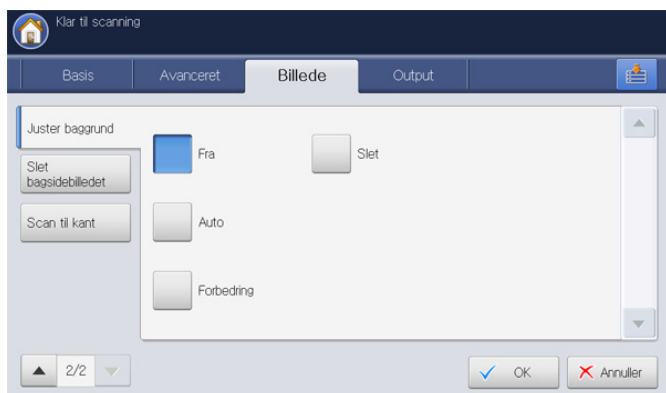 Klar til scanning
Basis
Avanceret
Billede
Output
Juster baggrund
Slet
bagsidebilledet
Scan til kant
Fra
Slet
Auto
Forbedring
2/2
OK
Annuller